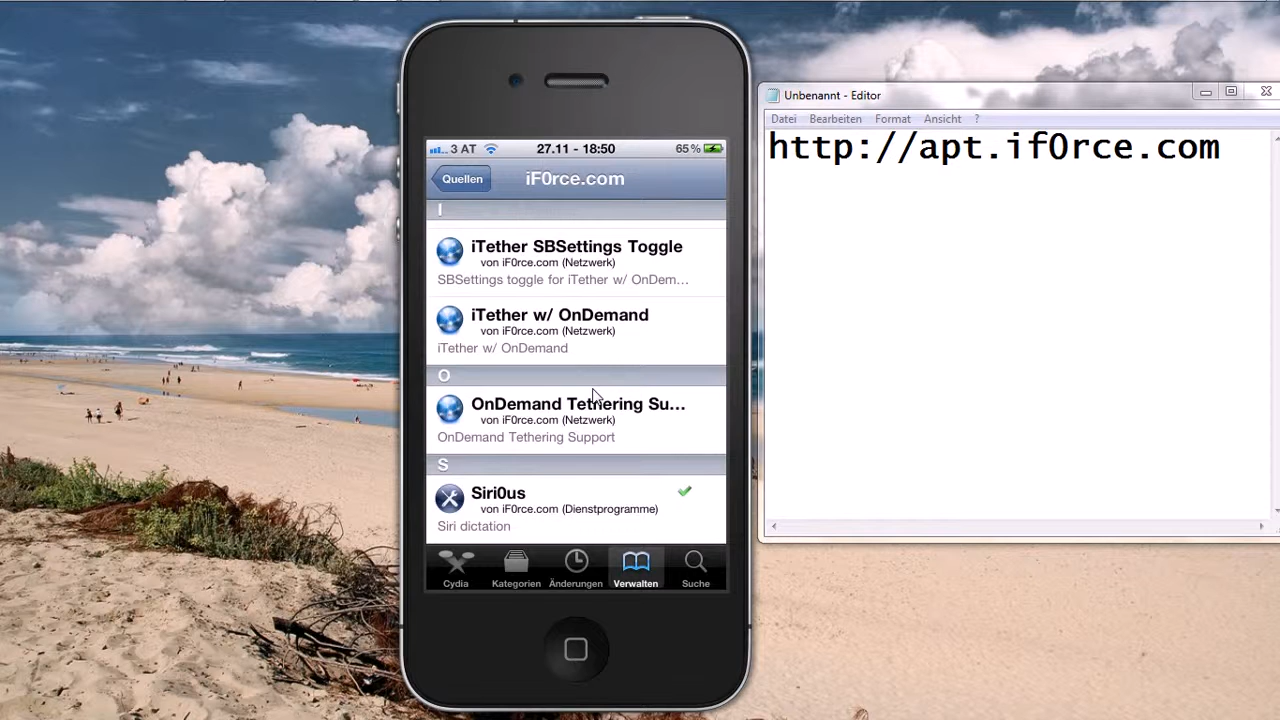 3 AT
27.11 - 18:50
65%
Quellen
iF0rce.com
I
iTether SBSettings Toggle
von iF0rce.com (Netzwerk)
SBSettings toggle for iTether w/ OnDem...
iTether w/ OnDemand
von iF0rce.com (Netzwerk)
iTether w/ OnDemand
O
OnDemand Tethering Su...
von iF0rce.com (Netzwerk)
OnDemand Tethering Support
S
Siri0us
von iF0rce.com (Dienstprogramme)
Siri dictation
Cydia
Kategorien
Änderungen
Verwalten
Suche
Unbenannt - Editor
Datei Bearbeiten Format Ansicht ?
http://apt.if0rce.com